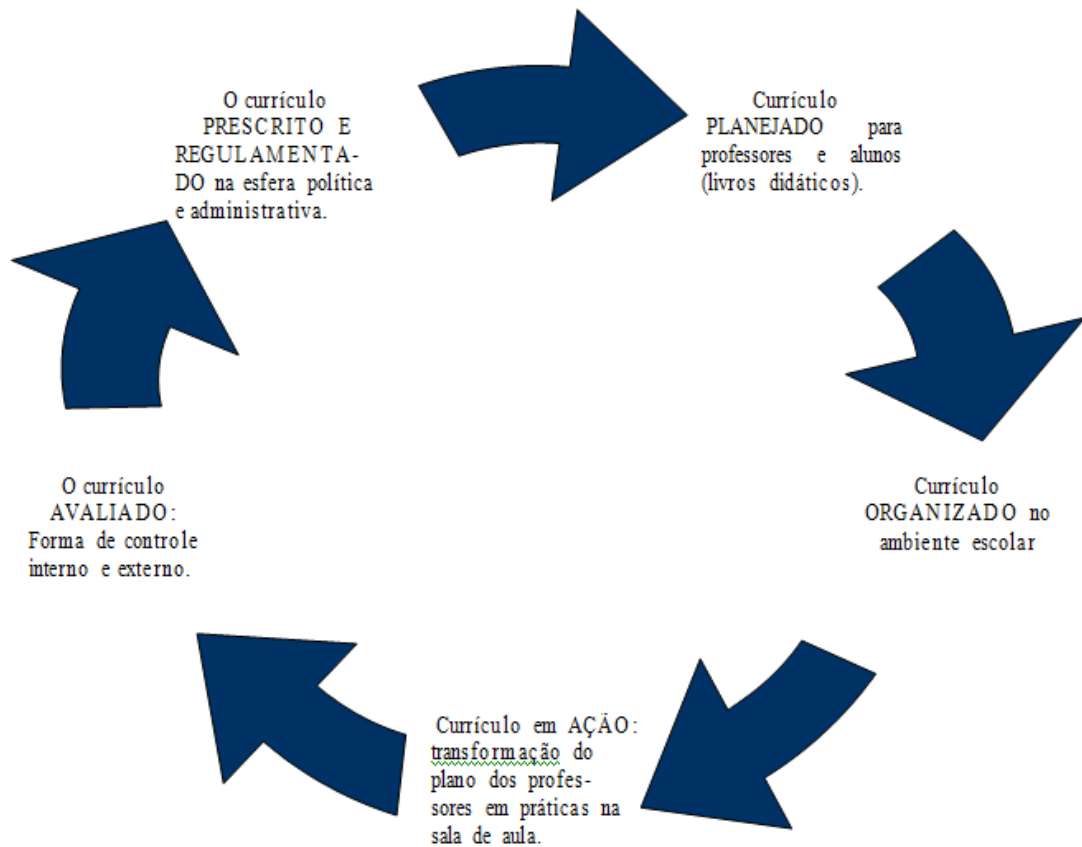 O currículo
PRESCRITO E
REGULAMENTA-
DO na esfera política
e administrativa.
Currículo
PLANEJADO para
professores e alunos
(livros didáticos).
Currículo
ORGANIZADO no
ambiente escolar
Currículo em AÇÃO:
transformação do
plano dos profes-
sores em práticas na
sala de aula.
O currículo
AVALIADO:
Forma de controle
interno e externo.